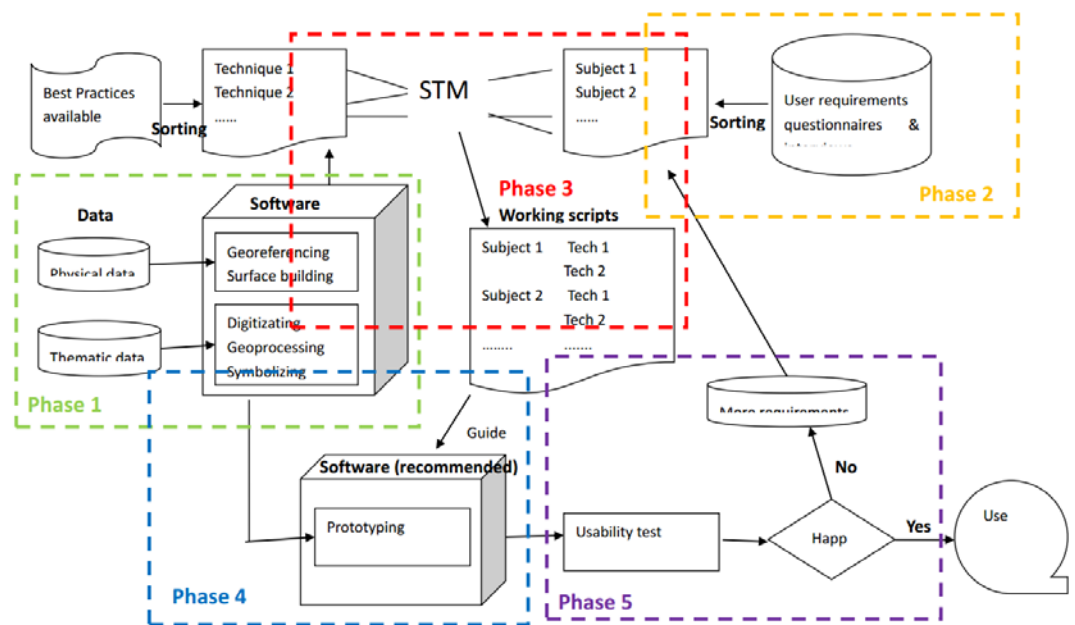 Best Practices
available
Sorting
Technique 1
Technique 2
......
STM
Subject 1
Subject 2
......
Sorting
User requirements
questionnaires &
interviews
Phase 2
Phase 3
Data
Software
Physical data
Georeferencing
Surface building
Thematic data
Digitizating
Geoprocessing
Symbolizing
Phase 1
Working scripts
Subject 1 Tech 1
Tech 2
Subject 2 Tech 1
Tech 2
........ .......
Guide
Software (recommended)
Prototyping
Phase 4
Usability test
Happ
More requirements
No
Yes
Use
Phase 5